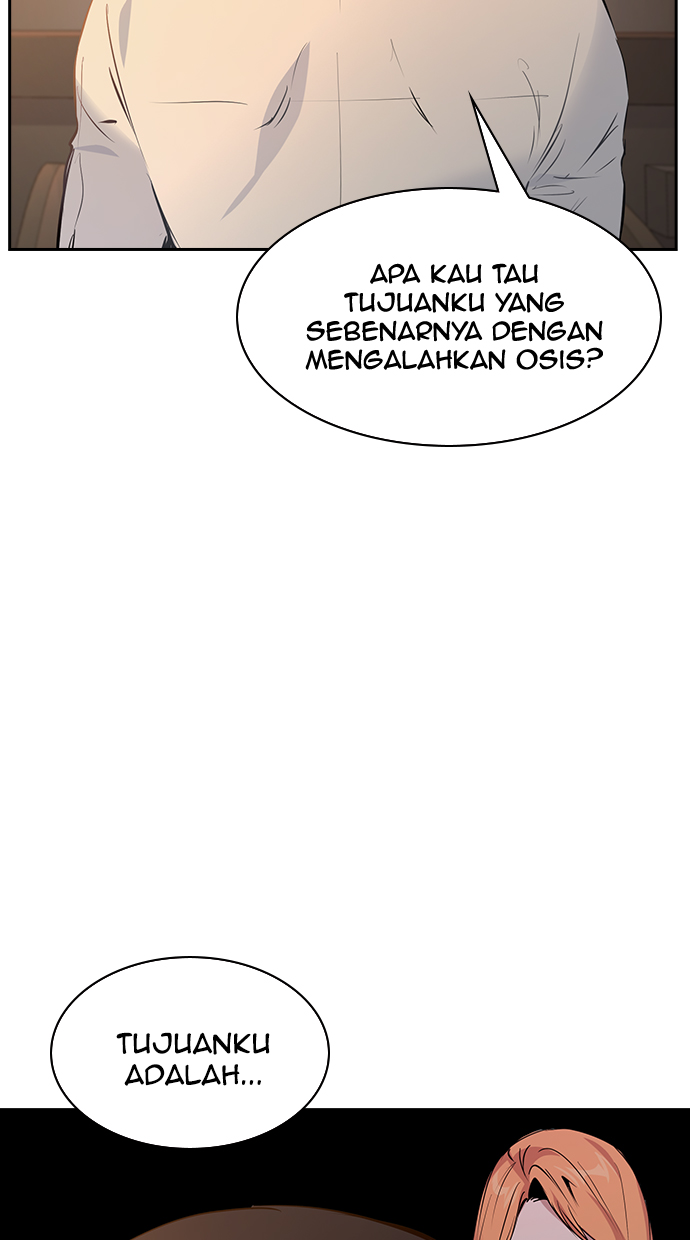 APA KAU TAU
TUJUANKU YANG
SEBENARNYA DENGAN
MENGALAHKAN OSIS?
TUJUANKU
ADALAH...